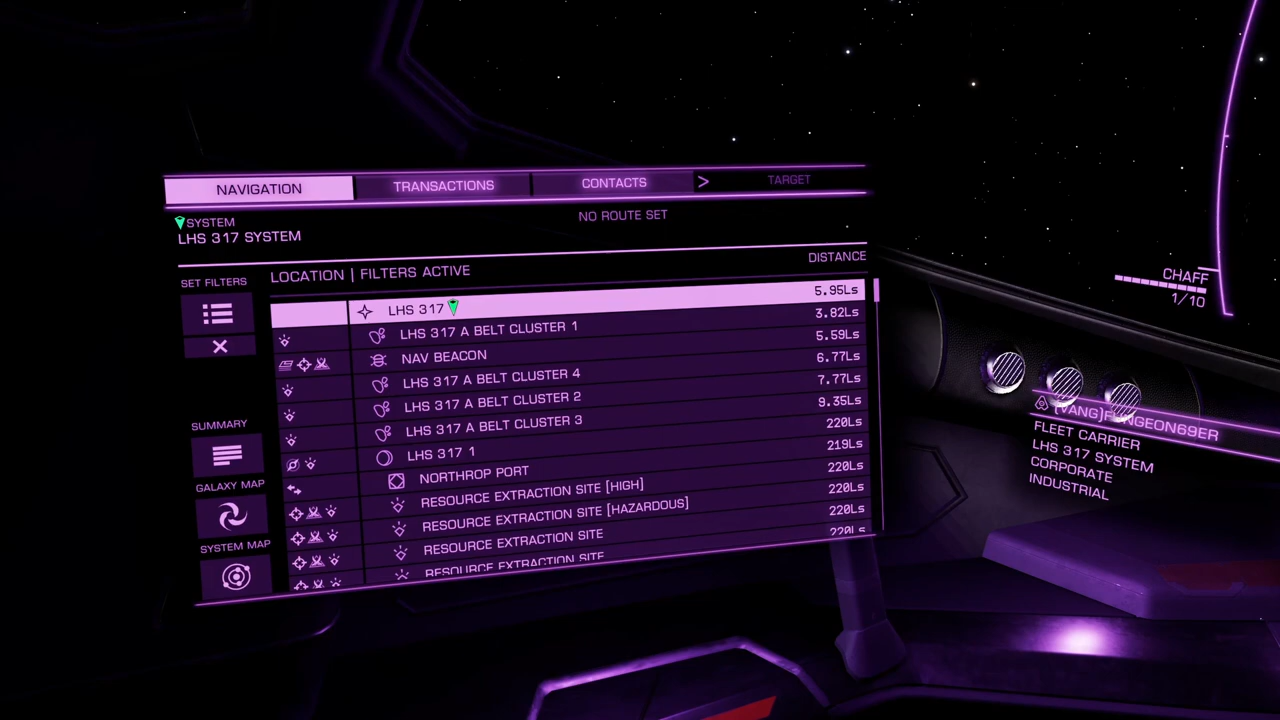 NAVIGATION
TRANSACTIONS
CONTACTS
>
TARGET
SYSTEM
LHS 317 SYSTEM
NO ROUTE SET
SET FILTERS
LOCATION | FILTERS ACTIVE
DISTANCE
LHS 317 5.95Ls
LHS 317 A BELT CLUSTER 1 3.82Ls
NAV BEACON 5.59Ls
LHS 317 A BELT CLUSTER 4 6.77Ls
LHS 317 A BELT CLUSTER 2 7.77Ls
LHS 317 A BELT CLUSTER 3 9.35Ls
LHS 317 1 220Ls
NORTHROP PORT 219Ls
RESOURCE EXTRACTION SITE [HIGH] 220Ls
RESOURCE EXTRACTION SITE [HAZARDOUS] 220Ls
RESOURCE EXTRACTION SITE 220Ls
RESOURCE EXTRACTION SITE 220Ls
SUMMARY
GALAXY MAP
SYSTEM MAP
CHAFF
1/10
FLEET CARRIER
LHS 317 SYSTEM
CORPORATE
INDUSTRIAL